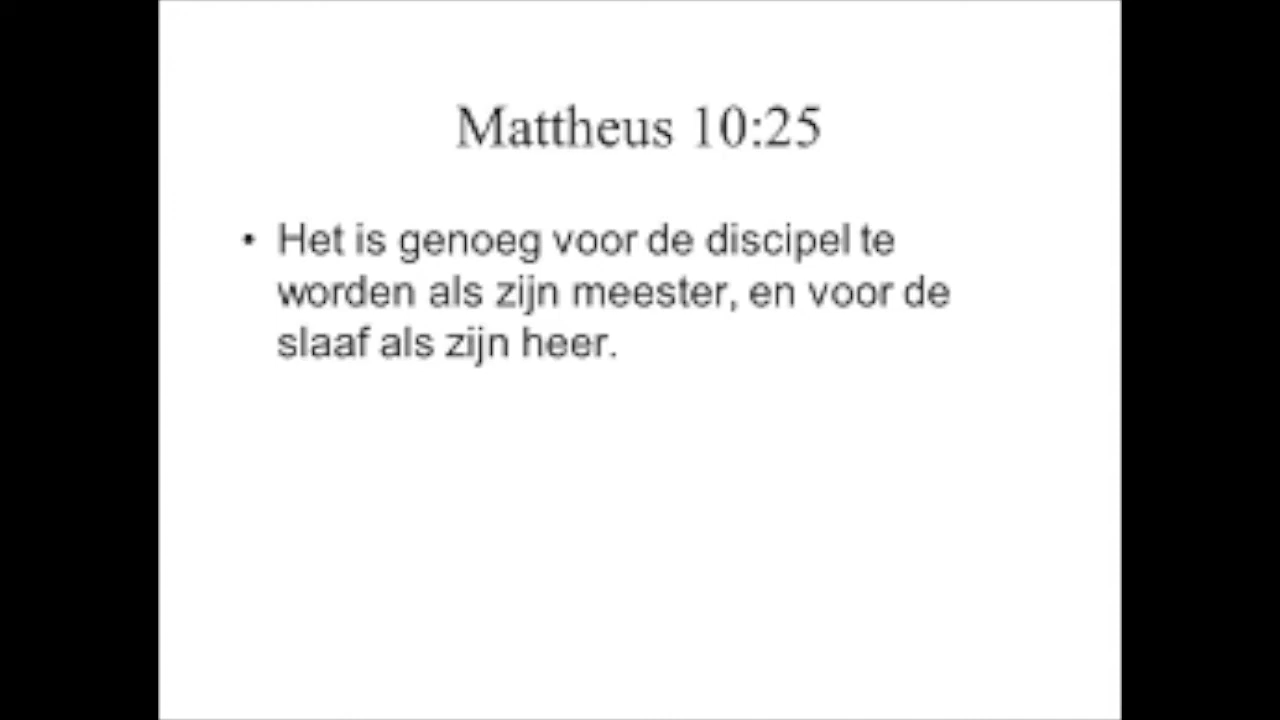 Mattheus 10:25
• Het is genoeg voor de discipel te
worden als zijn meester, en voor de
slaaf als zijn heer.